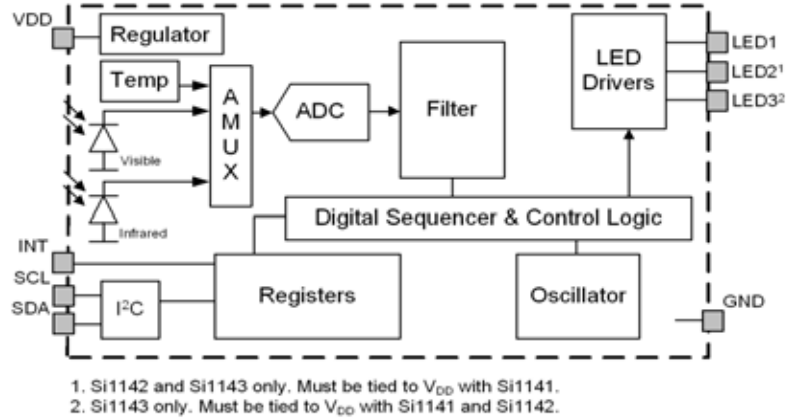 VDD
Regulator
Temp
AMUX
ADC
Filter
LED
Drivers
LED1
LED2¹
LED3²
Visible
Infrared
Digital Sequencer & Control Logic
INT
SCL
SDA
I²C
Registers
Oscillator
GND
1. Si1142 and Si1143 only. Must be tied to VDD with Si1141.
2. Si1143 only. Must be tied to VDD with Si1141 and Si1142.